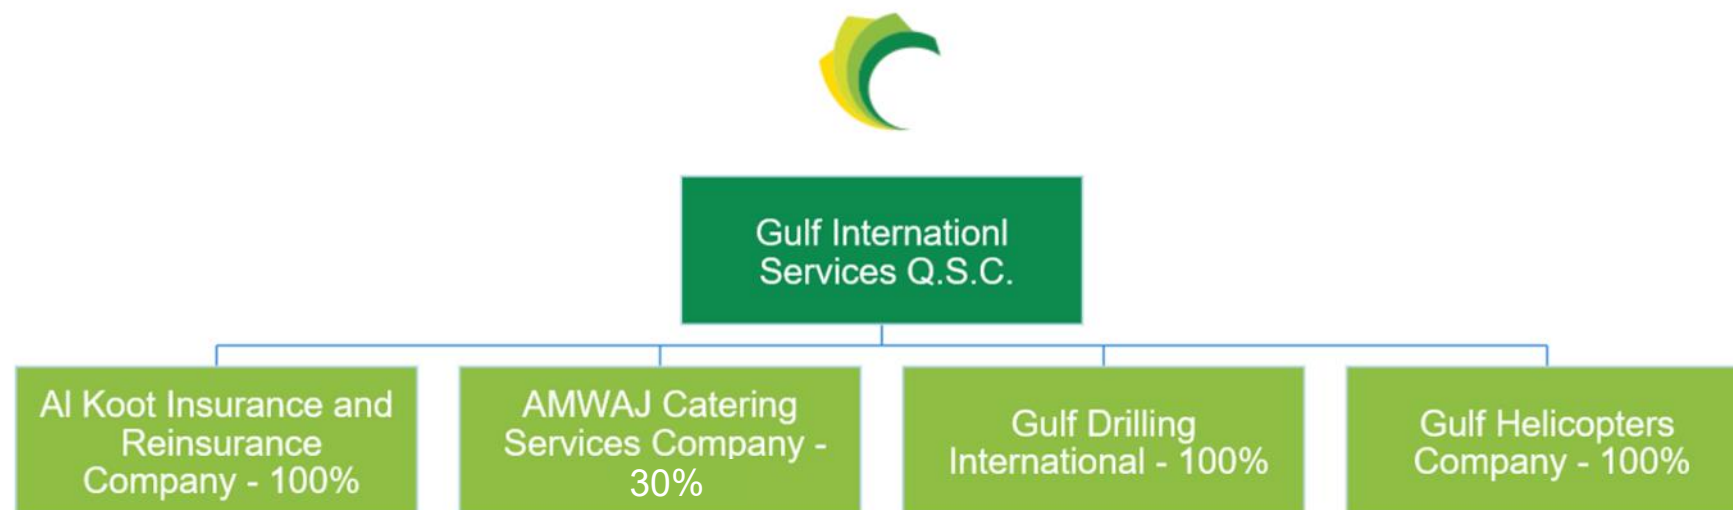 Gulf Internationl
Services Q.S.C.
Al Koot Insurance and
Reinsurance
Company - 100%
AMWAJ Catering
Services Company -
30%
Gulf Drilling
International - 100%
Gulf Helicopters
Company - 100%